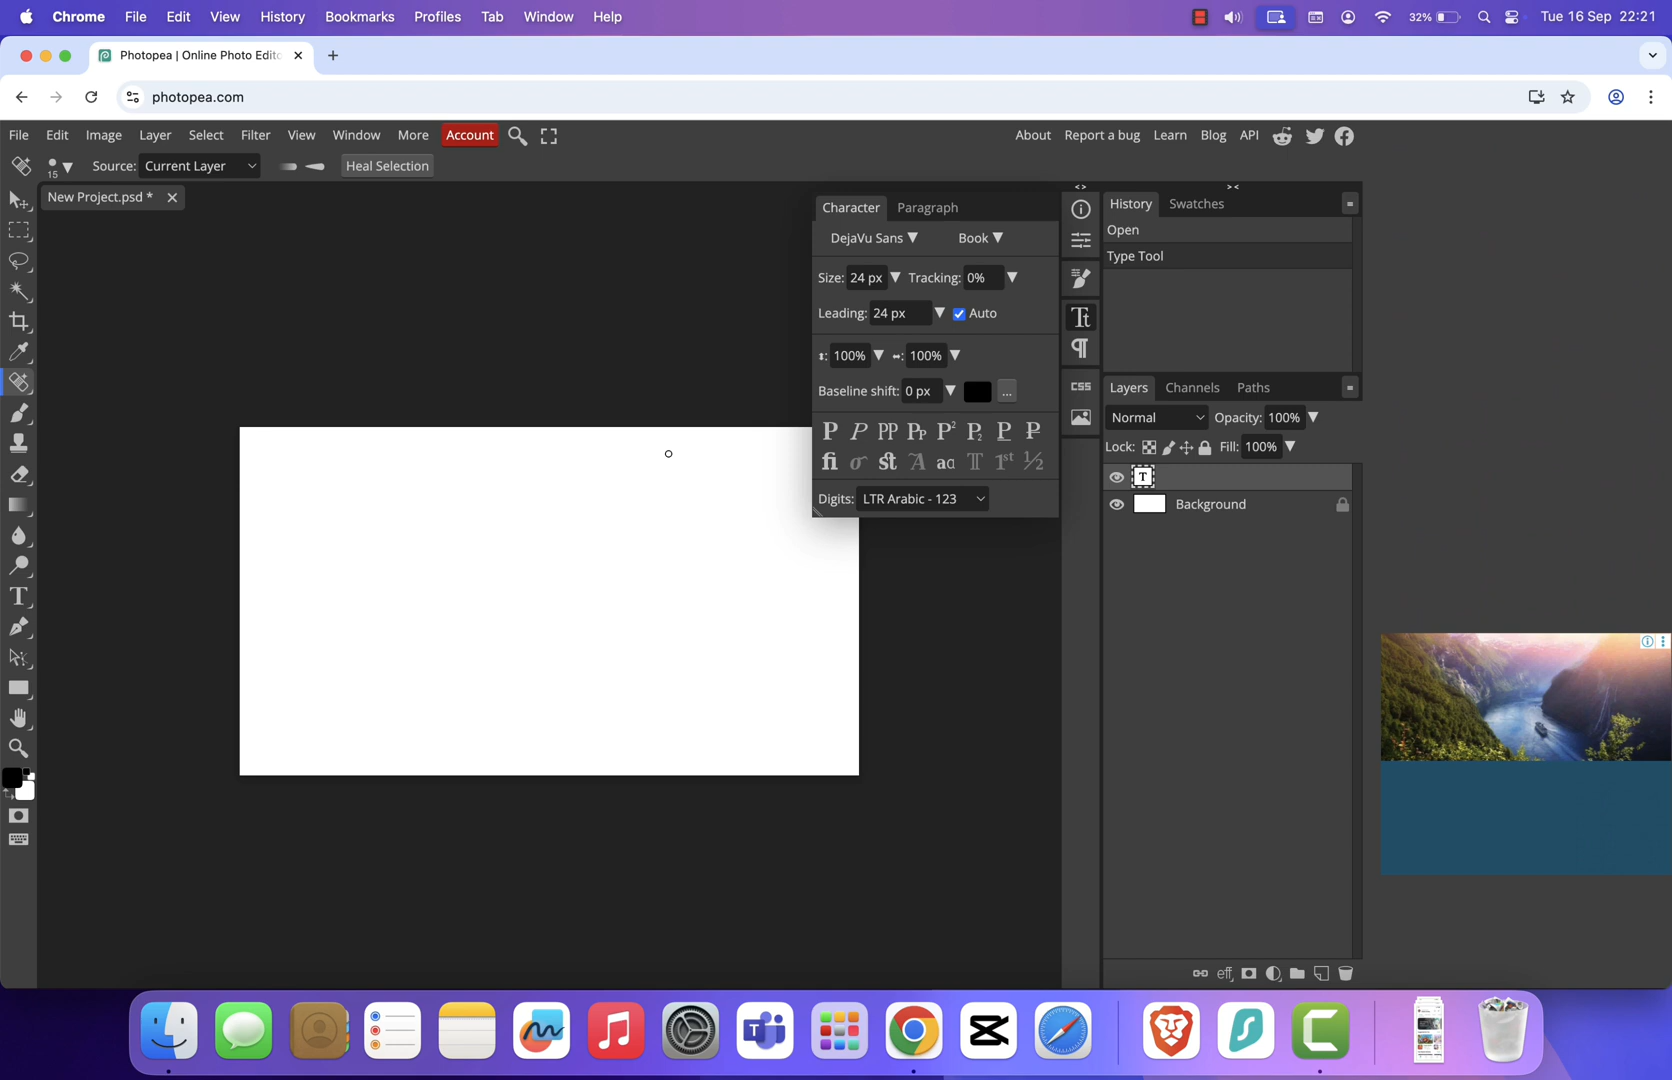 Chrome File Edit View History Bookmarks Profiles Tab Window Help 32% Tue 16 Sep 22:21
Photopea | Online Photo Edito
photopea.com
File Edit Image Layer Select Filter View Window More Account About Report a bug Learn Blog API
15 Source: Current Layer Heal Selection
New Project.psd *
Character Paragraph
DejaVu Sans Book
Size: 24 px Tracking: 0%
Leading: 24 px Auto
100% 100%
Baseline shift: 0 px ...
Digits: LTR Arabic - 123
CSS
History Swatches
Open
Type Tool
Layers Channels Paths
Normal Opacity: 100%
Lock: Fill: 100%
T
Background
eff